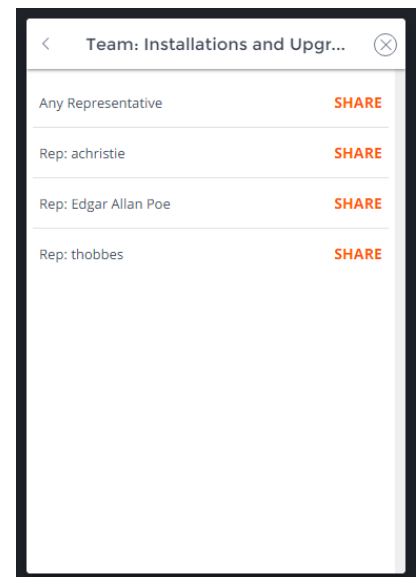 Team: Installations and Upgr...
Any Representative SHARE
Rep: achristie SHARE
Rep: Edgar Allan Poe SHARE
Rep: thobbes SHARE